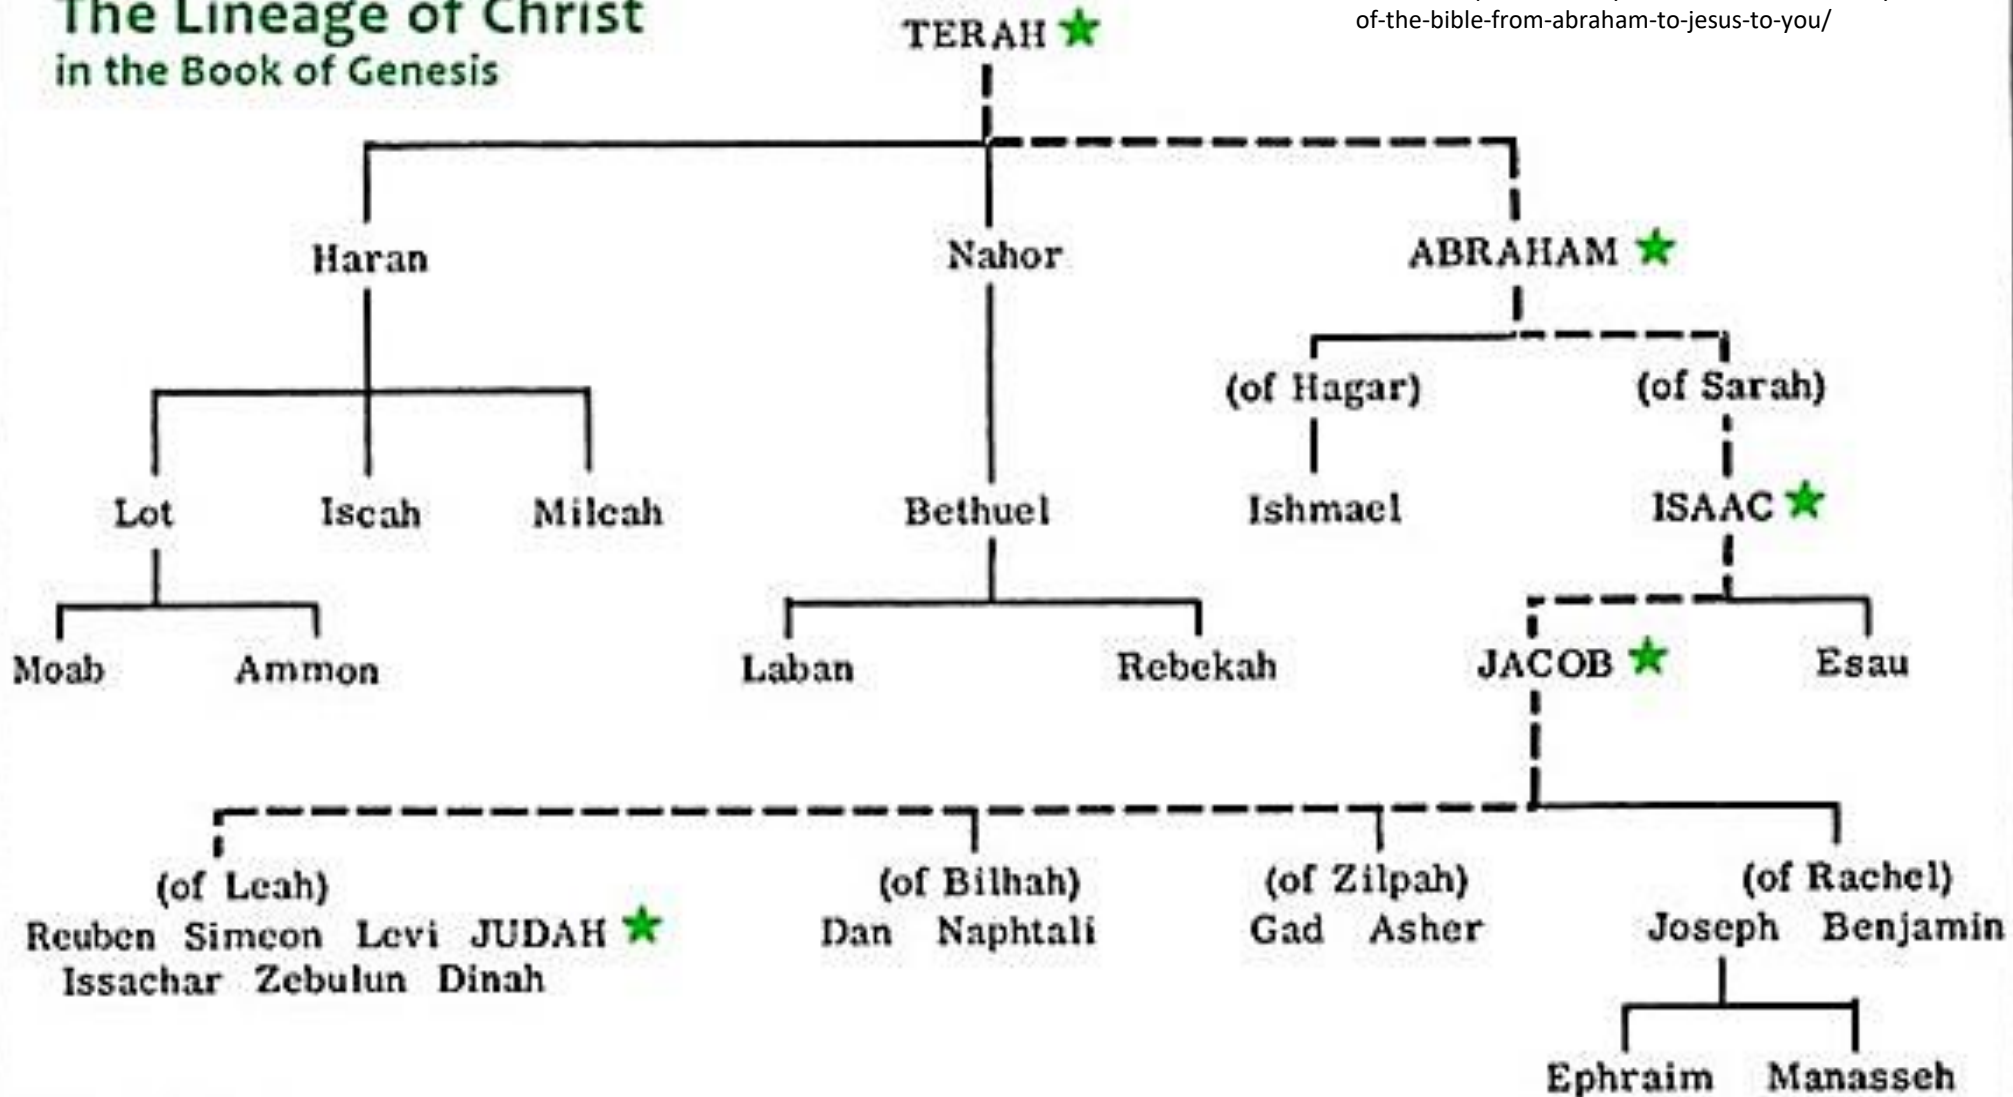 The Lineage of Christ
in the Book of Genesis
of-the-bible-from-abraham-to-jesus-to-you/
TERAH
Haran Nahor ABRAHAM
(of Hagar) (of Sarah)
Lot Iscah Milcah Bethuel Ishmael ISAAC
Moab Ammon Laban Rebekah JACOB Esau
(of Leah) (of Bilhah) (of Zilpah) (of Rachel)
Reuben Simeon Levi JUDAH Dan Naphtali Gad Asher Joseph Benjamin
Issachar Zebulun Dinah
Ephraim Manasseh